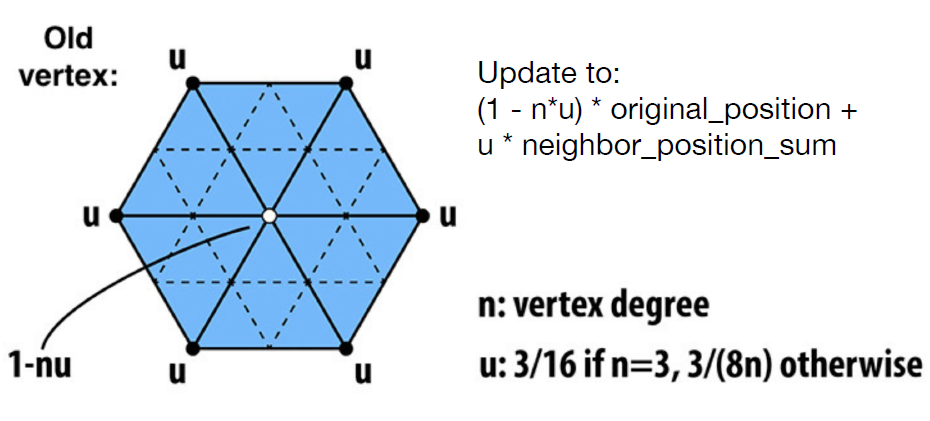 Old
vertex:
u
u
Update to:
(1 - n*u) * original_position +
u * neighbor_position_sum
u
u
n: vertex degree
1-nu
u
u
u: 3/16 if n=3, 3/(8n) otherwise